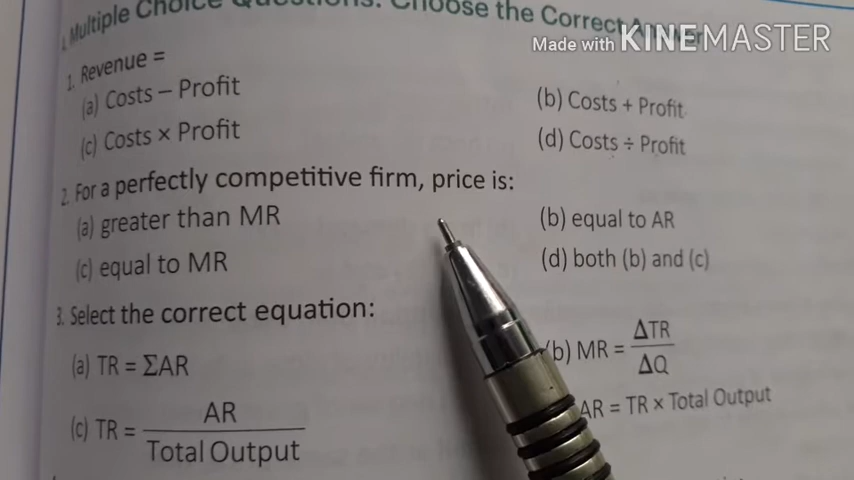 1. Multiple Choice Questions: Choose the Correct Answer
Made with KINEMASTER
1. Revenue =
(a) Costs – Profit
(b) Costs + Profit
(c) Costs × Profit
(d) Costs ÷ Profit
2. For a perfectly competitive firm, price is:
(a) greater than MR
(b) equal to AR
(c) equal to MR
(d) both (b) and (c)
3. Select the correct equation:
(a) TR = ΣAR
(b) MR = ΔTR / ΔQ
(c) TR = AR / Total Output
AR = TR × Total Output